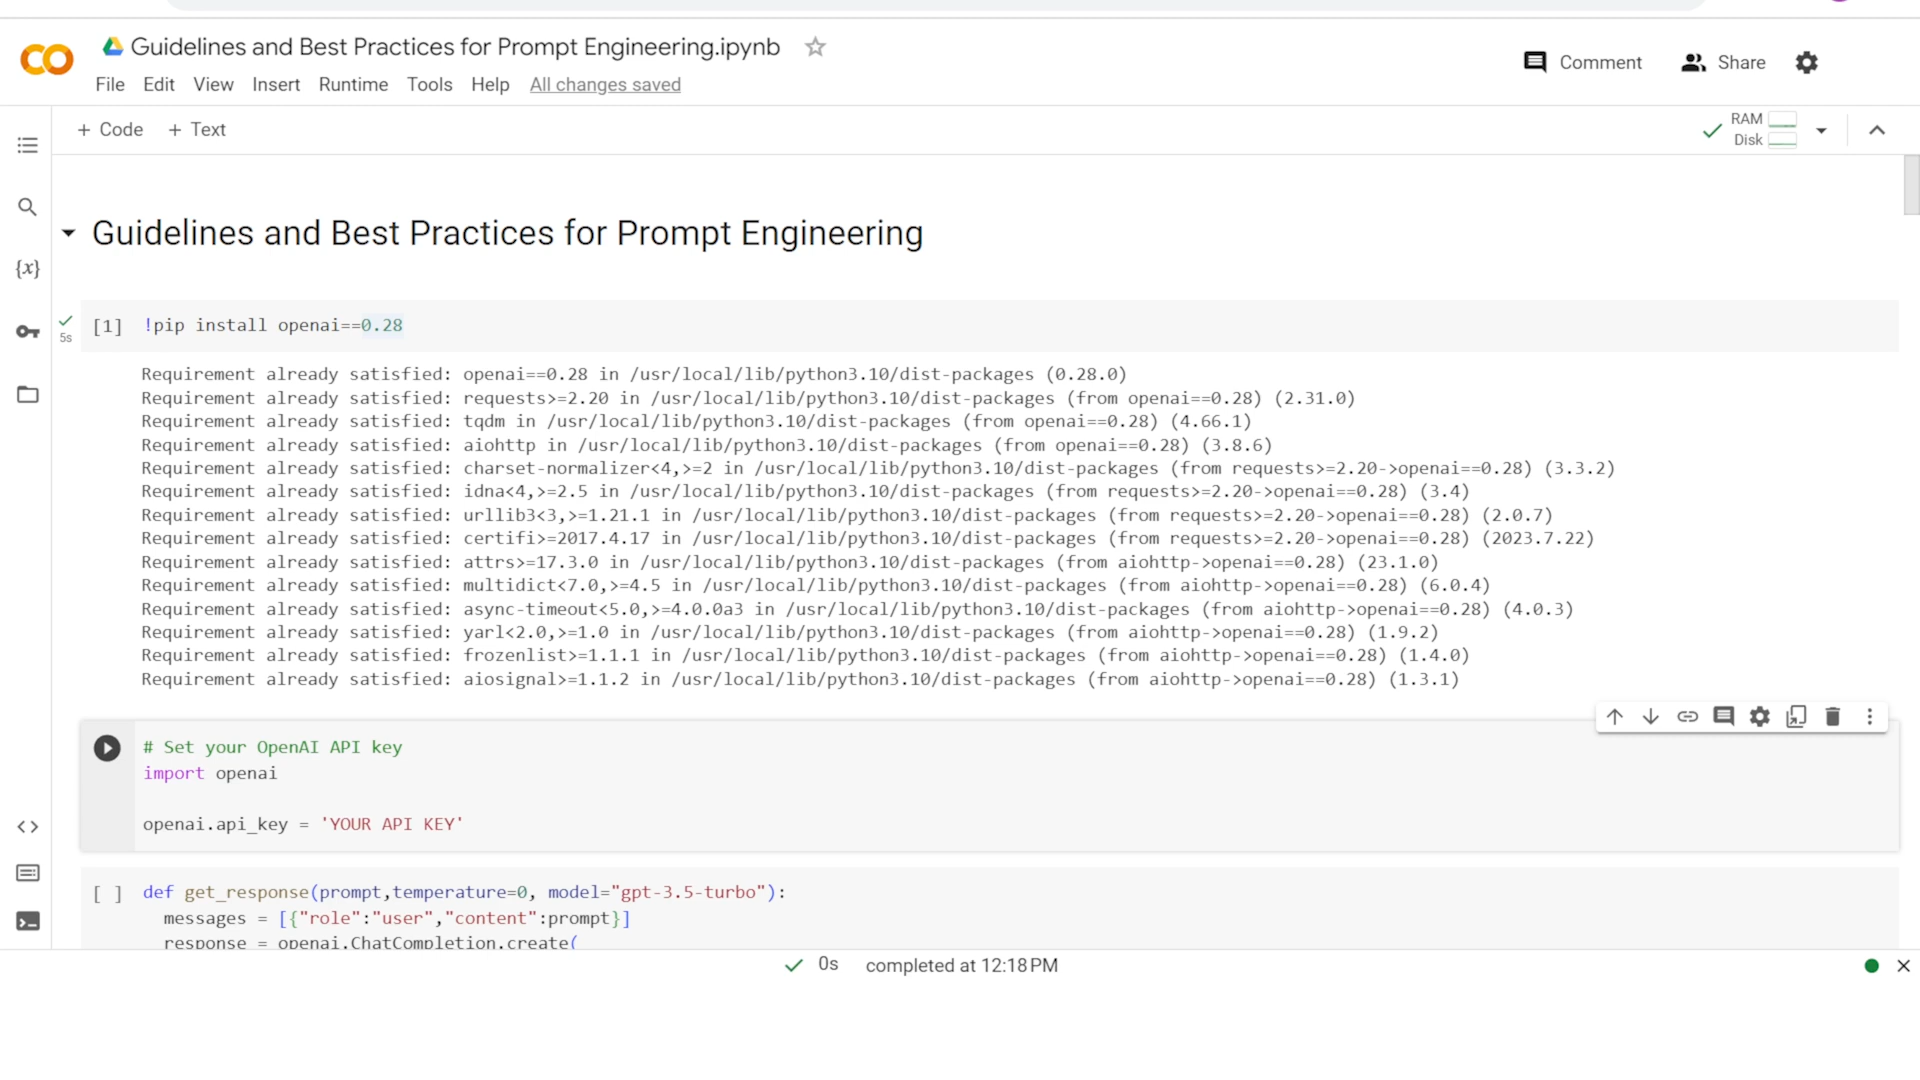 Guidelines and Best Practices for Prompt Engineering.ipynb
File Edit View Insert Runtime Tools Help All changes saved
Comment Share
+ Code + Text
RAM
Disk
Guidelines and Best Practices for Prompt Engineering
{x}
[1] !pip install openai==0.28
5s
Requirement already satisfied: openai==0.28 in /usr/local/lib/python3.10/dist-packages (0.28.0)
Requirement already satisfied: requests>=2.20 in /usr/local/lib/python3.10/dist-packages (from openai==0.28) (2.31.0)
Requirement already satisfied: tqdm in /usr/local/lib/python3.10/dist-packages (from openai==0.28) (4.66.1)
Requirement already satisfied: aiohttp in /usr/local/lib/python3.10/dist-packages (from openai==0.28) (3.8.6)
Requirement already satisfied: charset-normalizer<4,>=2 in /usr/local/lib/python3.10/dist-packages (from requests>=2.20->openai==0.28) (3.3.2)
Requirement already satisfied: idna<4,>=2.5 in /usr/local/lib/python3.10/dist-packages (from requests>=2.20->openai==0.28) (3.4)
Requirement already satisfied: urllib3<3,>=1.21.1 in /usr/local/lib/python3.10/dist-packages (from requests>=2.20->openai==0.28) (2.0.7)
Requirement already satisfied: certifi>=2017.4.17 in /usr/local/lib/python3.10/dist-packages (from requests>=2.20->openai==0.28) (2023.7.22)
Requirement already satisfied: attrs>=17.3.0 in /usr/local/lib/python3.10/dist-packages (from aiohttp->openai==0.28) (23.1.0)
Requirement already satisfied: multidict<7.0,>=4.5 in /usr/local/lib/python3.10/dist-packages (from aiohttp->openai==0.28) (6.0.4)
Requirement already satisfied: async-timeout<5.0,>=4.0.0a3 in /usr/local/lib/python3.10/dist-packages (from aiohttp->openai==0.28) (4.0.3)
Requirement already satisfied: yarl<2.0,>=1.0 in /usr/local/lib/python3.10/dist-packages (from aiohttp->openai==0.28) (1.9.2)
Requirement already satisfied: frozenlist>=1.1.1 in /usr/local/lib/python3.10/dist-packages (from aiohttp->openai==0.28) (1.4.0)
Requirement already satisfied: aiosignal>=1.1.2 in /usr/local/lib/python3.10/dist-packages (from aiohttp->openai==0.28) (1.3.1)
# Set your OpenAI API key
import openai
openai.api_key = 'YOUR API KEY'
[ ] def get_response(prompt,temperature=0, model="gpt-3.5-turbo"):
messages = [{"role":"user","content":prompt}]
response = openai.ChatCompletion.create(
0s completed at 12:18 PM